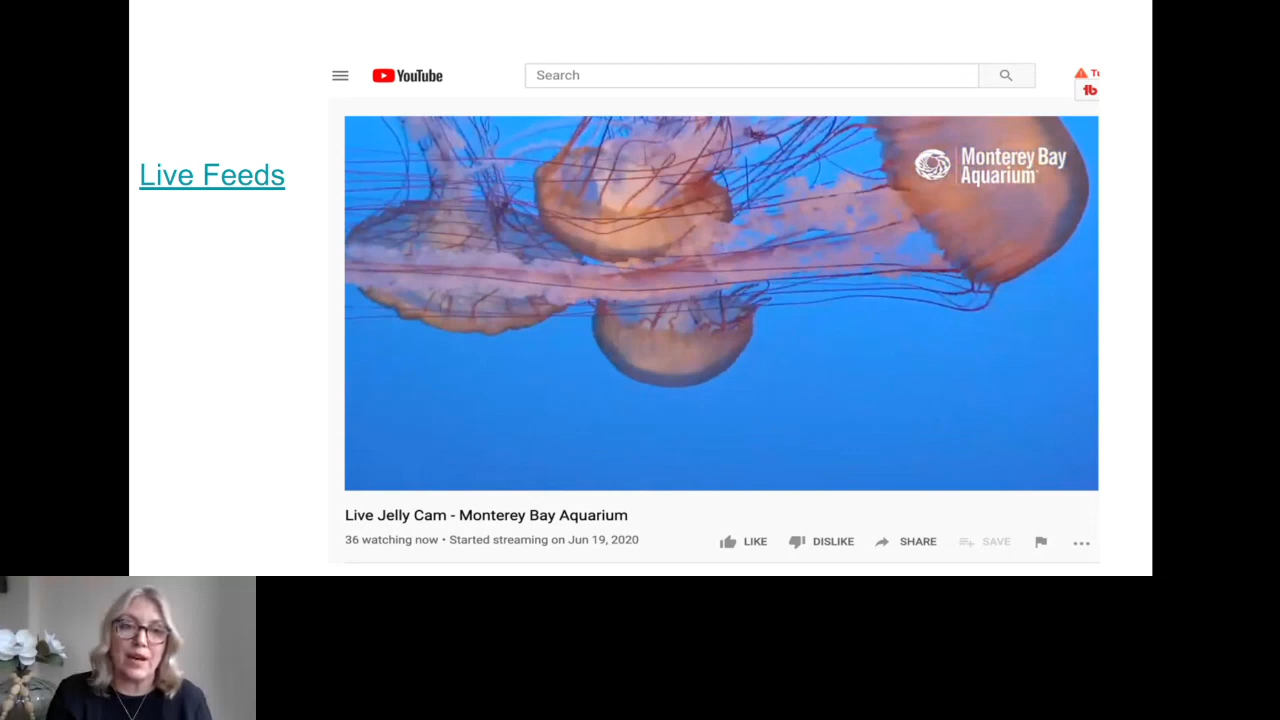 YouTube
Search
Live Feeds
Monterey Bay
Aquarium
Live Jelly Cam - Monterey Bay Aquarium
36 watching now • Started streaming on Jun 19, 2020
LIKE
DISLIKE
SHARE
SAVE